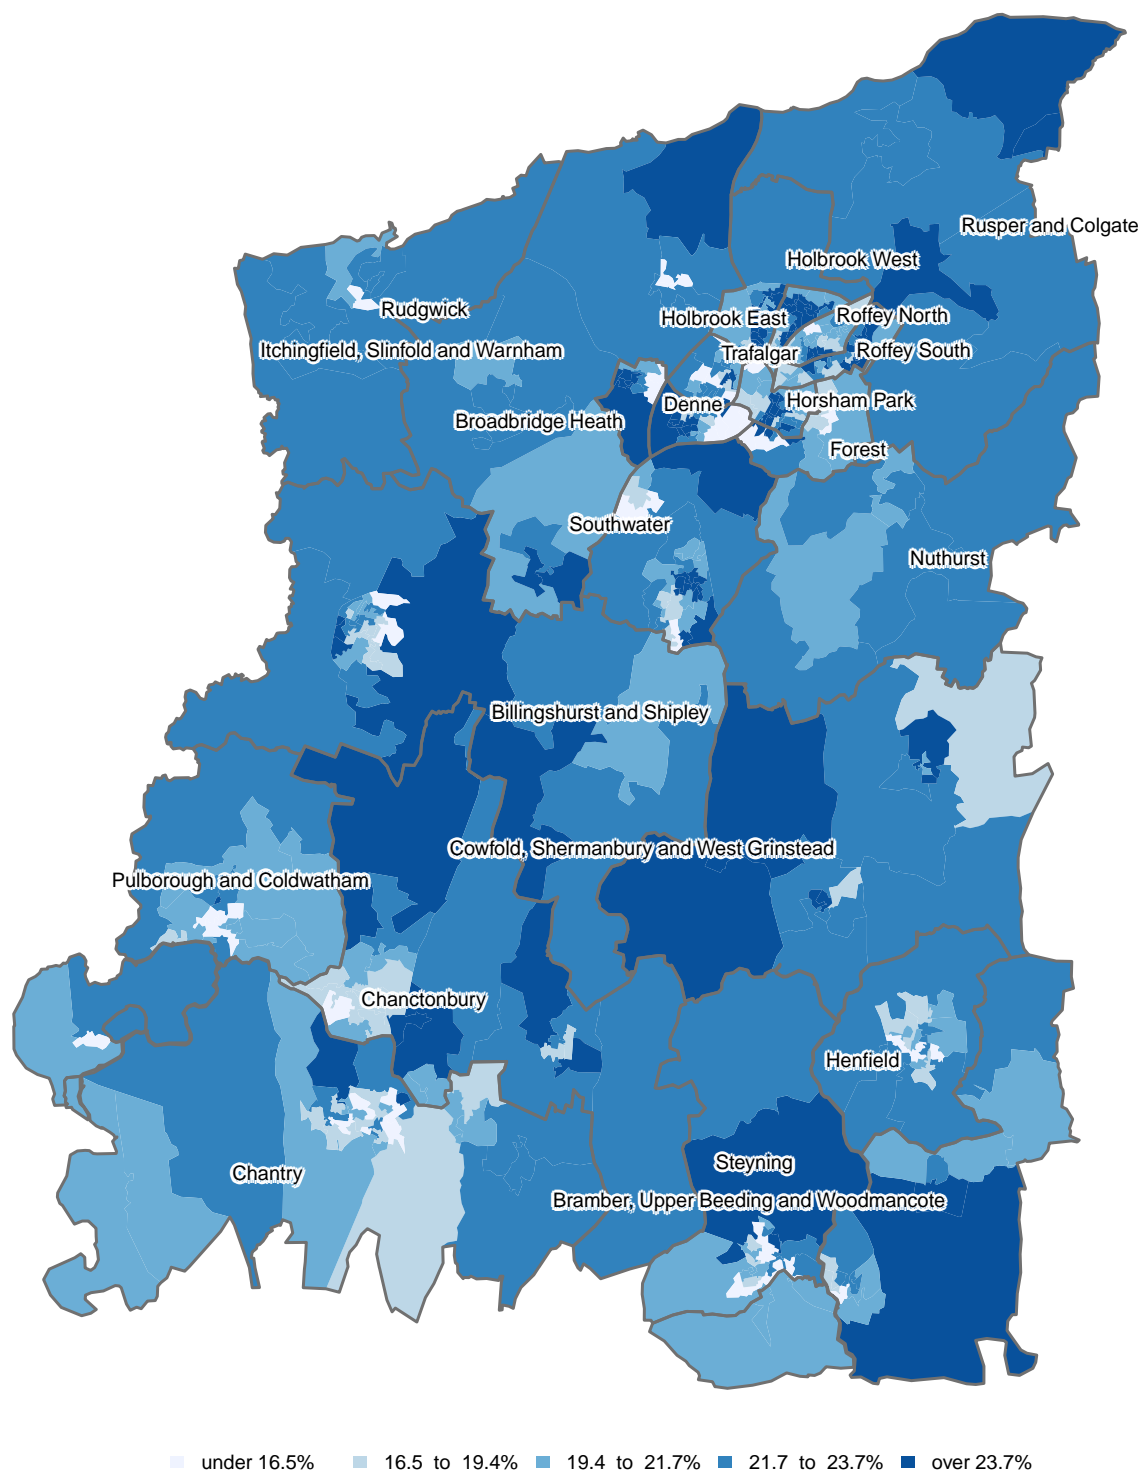 Rusper and Colgate
Holbrook West
Rudgwick
Holbrook East
Roffey North
Itchingfield, Slinfold and Warnham
Trafalgar
Roffey South
Denne
Horsham Park
Broadbridge Heath
Forest
Southwater
Nuthurst
Billingshurst and Shipley
Cowfold, Shermanbury and West Grinstead
Pulborough and Coldwatham
Chanctonbury
Henfield
Steyning
Chantry
Bramber, Upper Beeding and Woodmancote
under 16.5% 16.5 to 19.4% 19.4 to 21.7% 21.7 to 23.7% over 23.7%